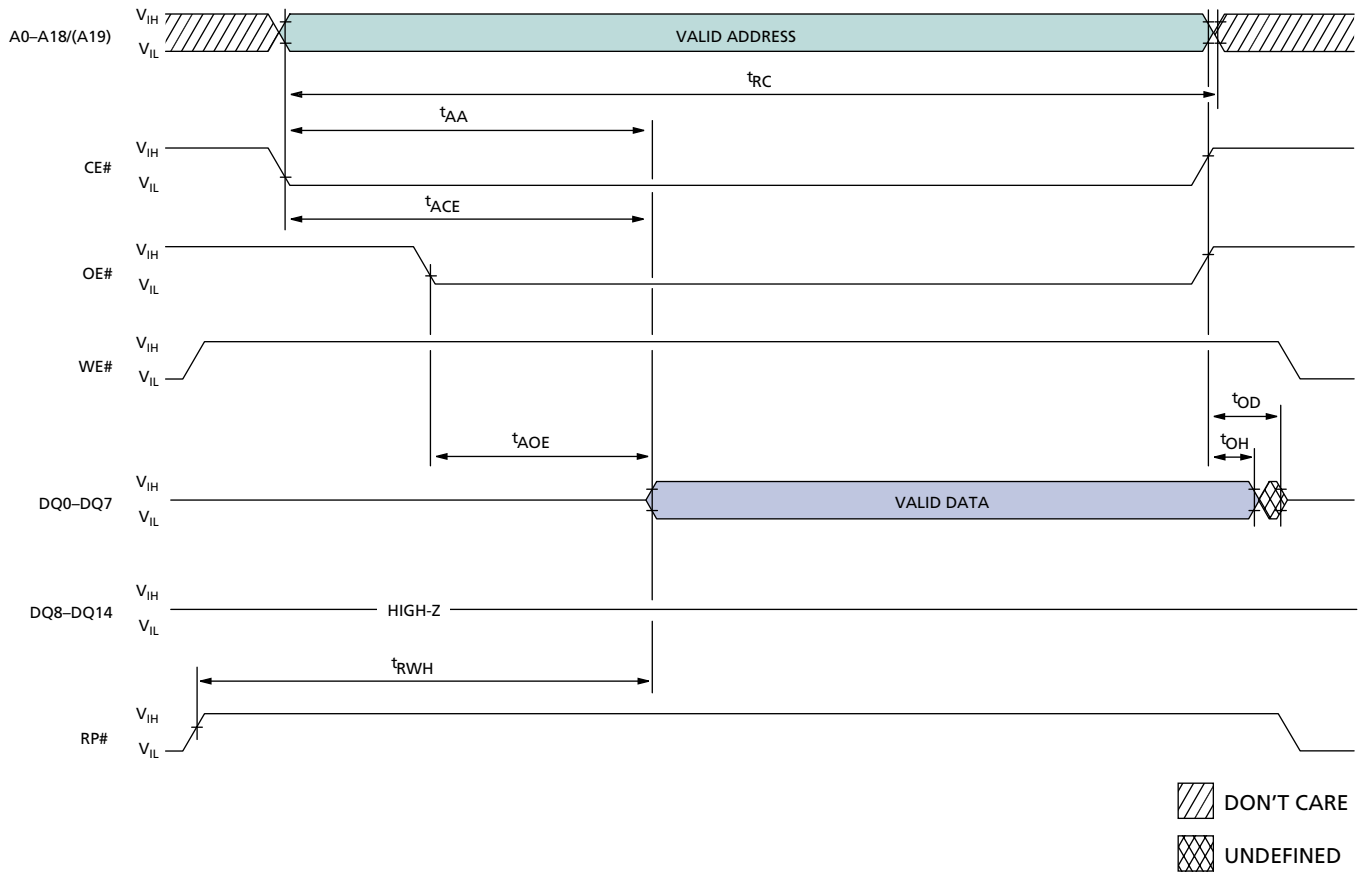 VIH
A0–A18/(A19)
VIL
VALID ADDRESS
tRC
tAA
VIH
CE#
VIL
tACE
VIH
OE#
VIL
VIH
WE#
VIL
tOD
tAOE
tOH
VIH
DQ0–DQ7
VIL
VALID DATA
VIH
DQ8–DQ14
HIGH-Z
VIL
tRWH
VIH
RP#
VIL
DON'T CARE
UNDEFINED